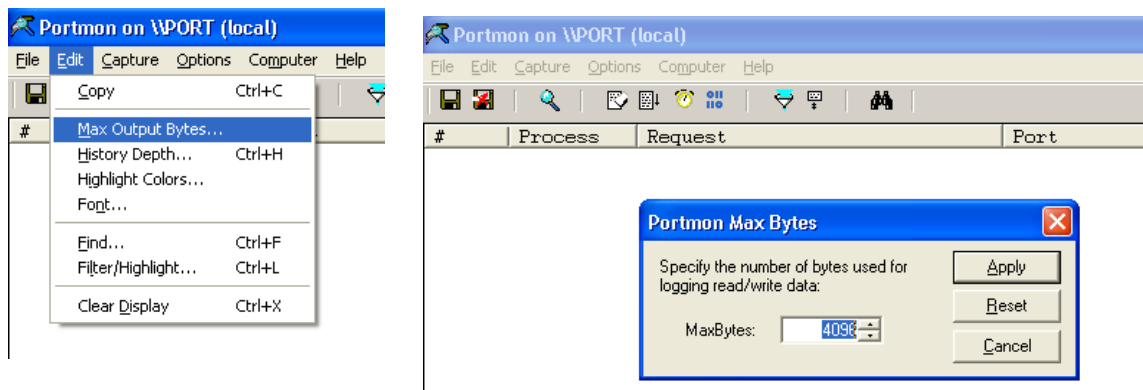 Portmon on \\PORT (local)
File Edit Capture Options Computer Help
Copy Ctrl+C
#
Max Output Bytes...
History Depth... Ctrl+H
Highlight Colors...
Font...
Find... Ctrl+F
Filter/Highlight... Ctrl+L
Clear Display Ctrl+X
Portmon on \\PORT (local)
File Edit Capture Options Computer Help
# Process Request Port
Portmon Max Bytes
Specify the number of bytes used for
logging read/write data:
MaxBytes: 4096
Apply
Reset
Cancel